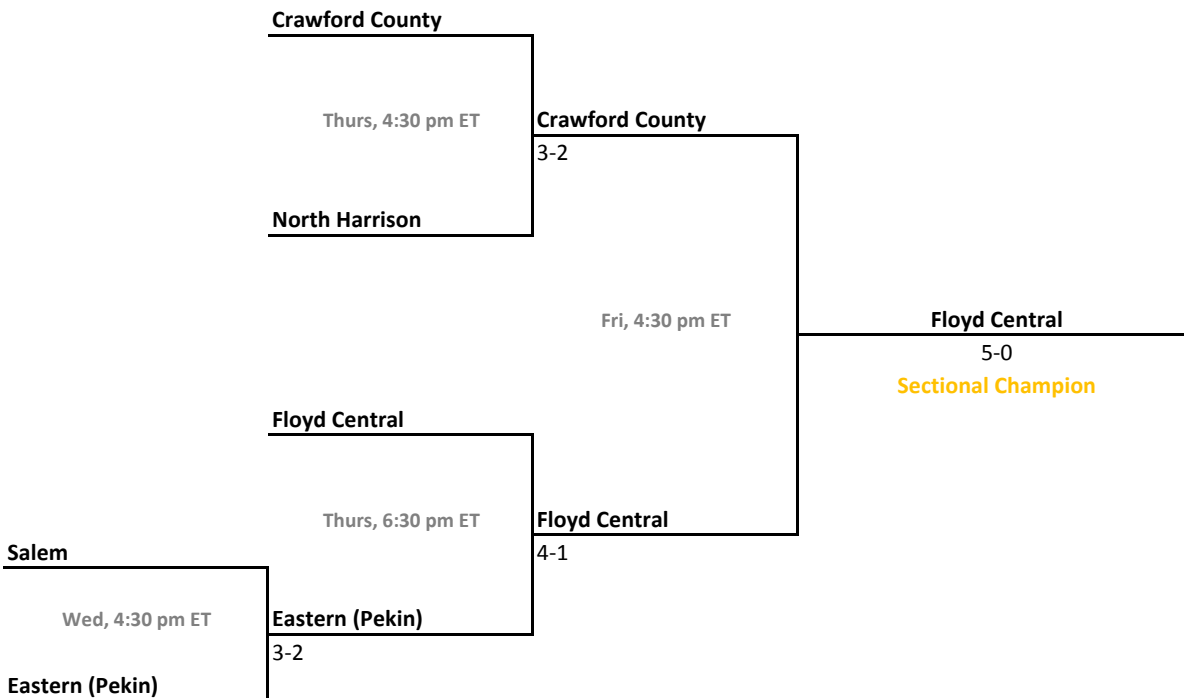 Crawford County
Thurs, 4:30 pm ET
Crawford County
3-2
North Harrison
Fri, 4:30 pm ET
Floyd Central
5-0
Sectional Champion
Floyd Central
Thurs, 6:30 pm ET
Floyd Central
4-1
Salem
Wed, 4:30 pm ET
Eastern (Pekin)
3-2
Eastern (Pekin)